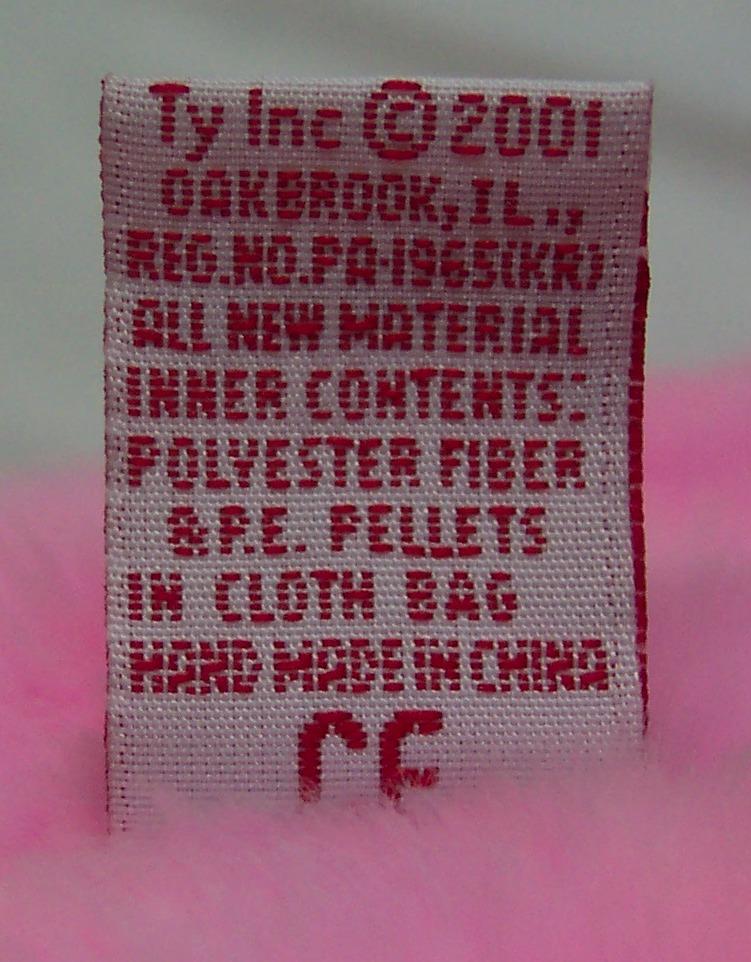 Ty Inc © 2001
OAKBROOK, IL.,
REG.NO.PA-1965(KR)
ALL NEW MATERIAL
INNER CONTENTS:
POLYESTER FIBER
& P.E. PELLETS
IN CLOTH BAG
HAND MADE IN CHINA
CE